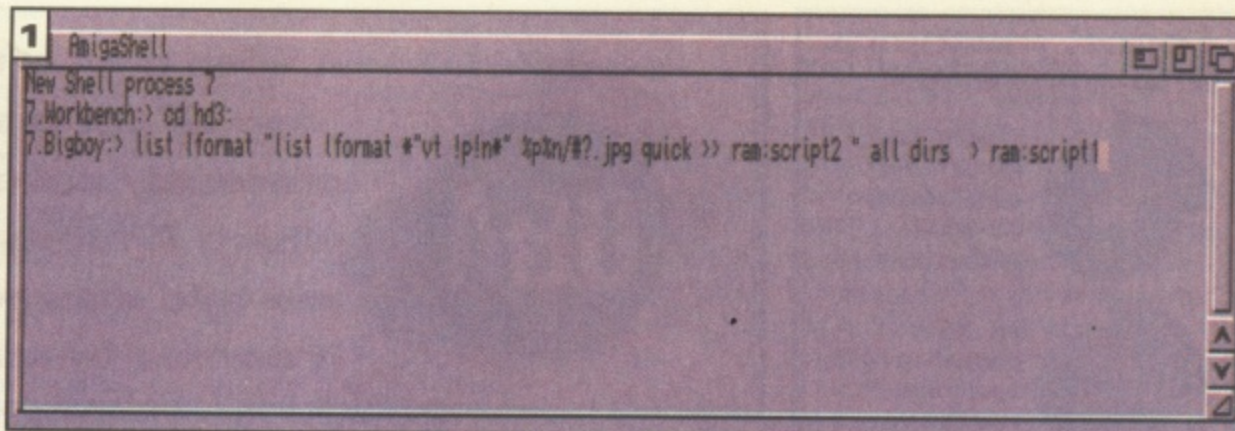 1
AmigaShell
New Shell process 7
7.Workbench:> cd hd3:
7.Bigboy:> list lformat "list lformat *"vt !p!n*" %p%n/#?.jpg quick >> ram:script2 " all dirs > ram:script1